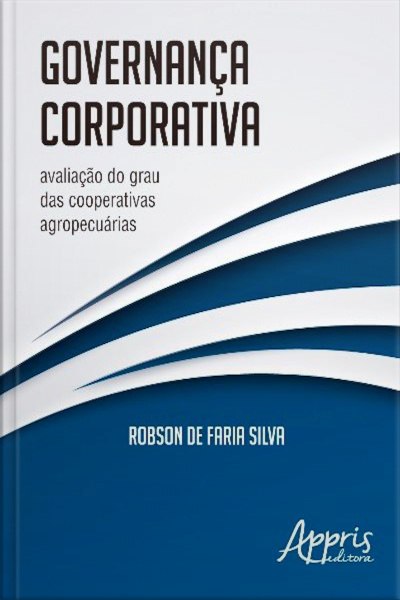 GOVERNANÇA
CORPORATIVA
avaliação do grau
das cooperativas
agropecuárias
ROBSON DE FARIA SILVA
Appris
editora